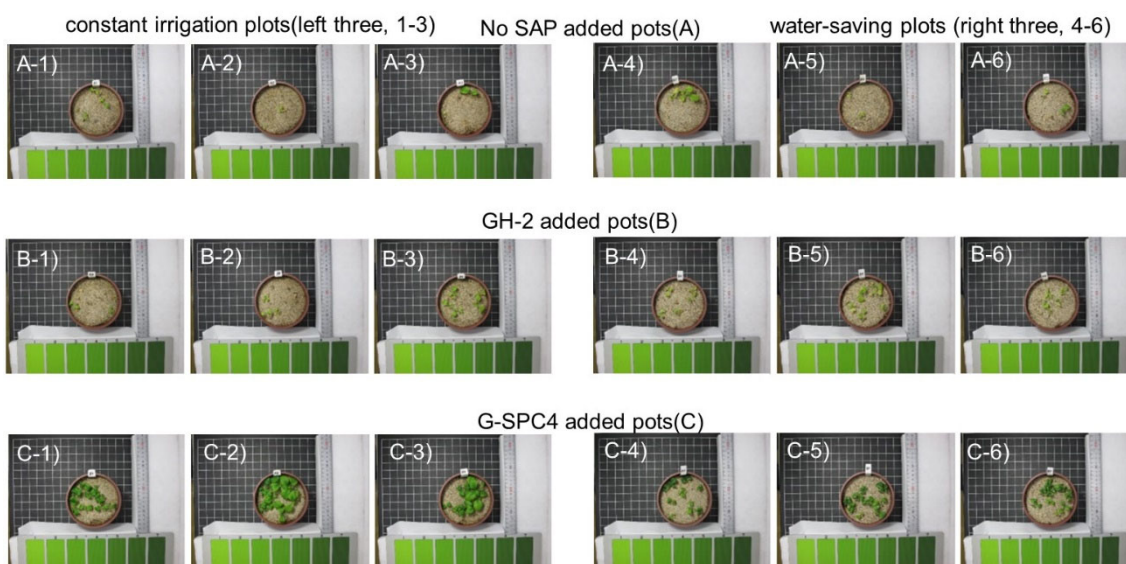 constant irrigation plots(left three, 1-3) No SAP added pots(A) water-saving plots (right three, 4-6)
A-1) A-2) A-3) A-4) A-5) A-6)
GH-2 added pots(B)
B-1) B-2) B-3) B-4) B-5) B-6)
G-SPC4 added pots(C)
C-1) C-2) C-3) C-4) C-5) C-6)